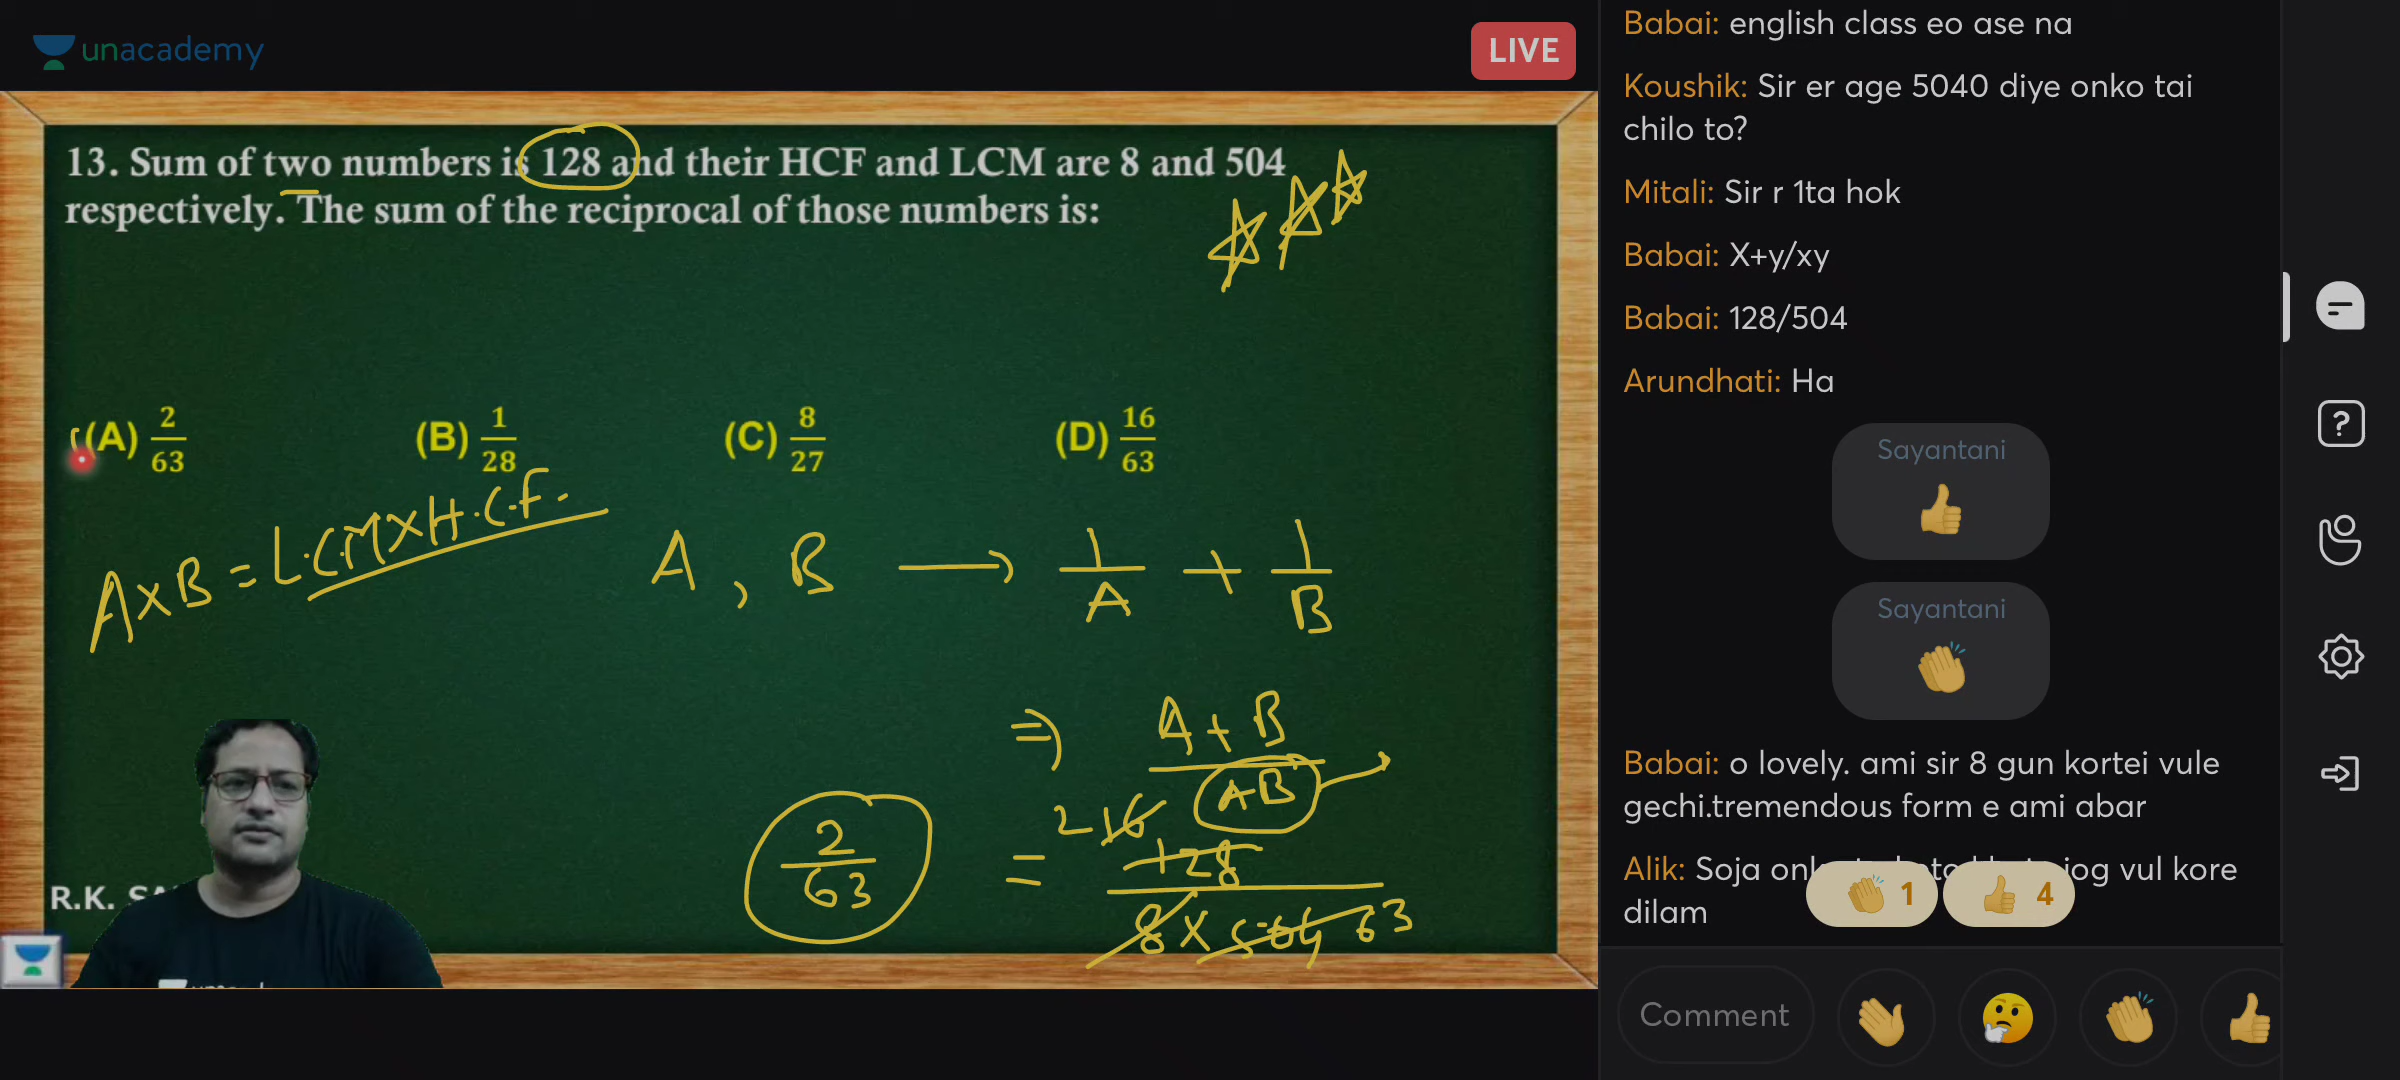 unacademy
LIVE
13. Sum of two numbers is 128 and their HCF and LCM are 8 and 504
respectively. The sum of the reciprocal of those numbers is:
(A) 2/63 (B) 1/28 (C) 8/27 (D) 16/63
A×B = L.C.M×H.C.F.
A , B → 1/A + 1/B
⇒ A+B/AB
2 16
= 128/8×504 63
2/63
R.K.
Babai: english class eo ase na
Koushik: Sir er age 5040 diye onko tai
chilo to?
Mitali: Sir r 1ta hok
Babai: X+y/xy
Babai: 128/504
Arundhati: Ha
Sayantani
Sayantani
Babai: o lovely. ami sir 8 gun kortei vule
gechi.tremendous form e ami abar
Alik: Soja vul kore
dilam
1
4
Comment